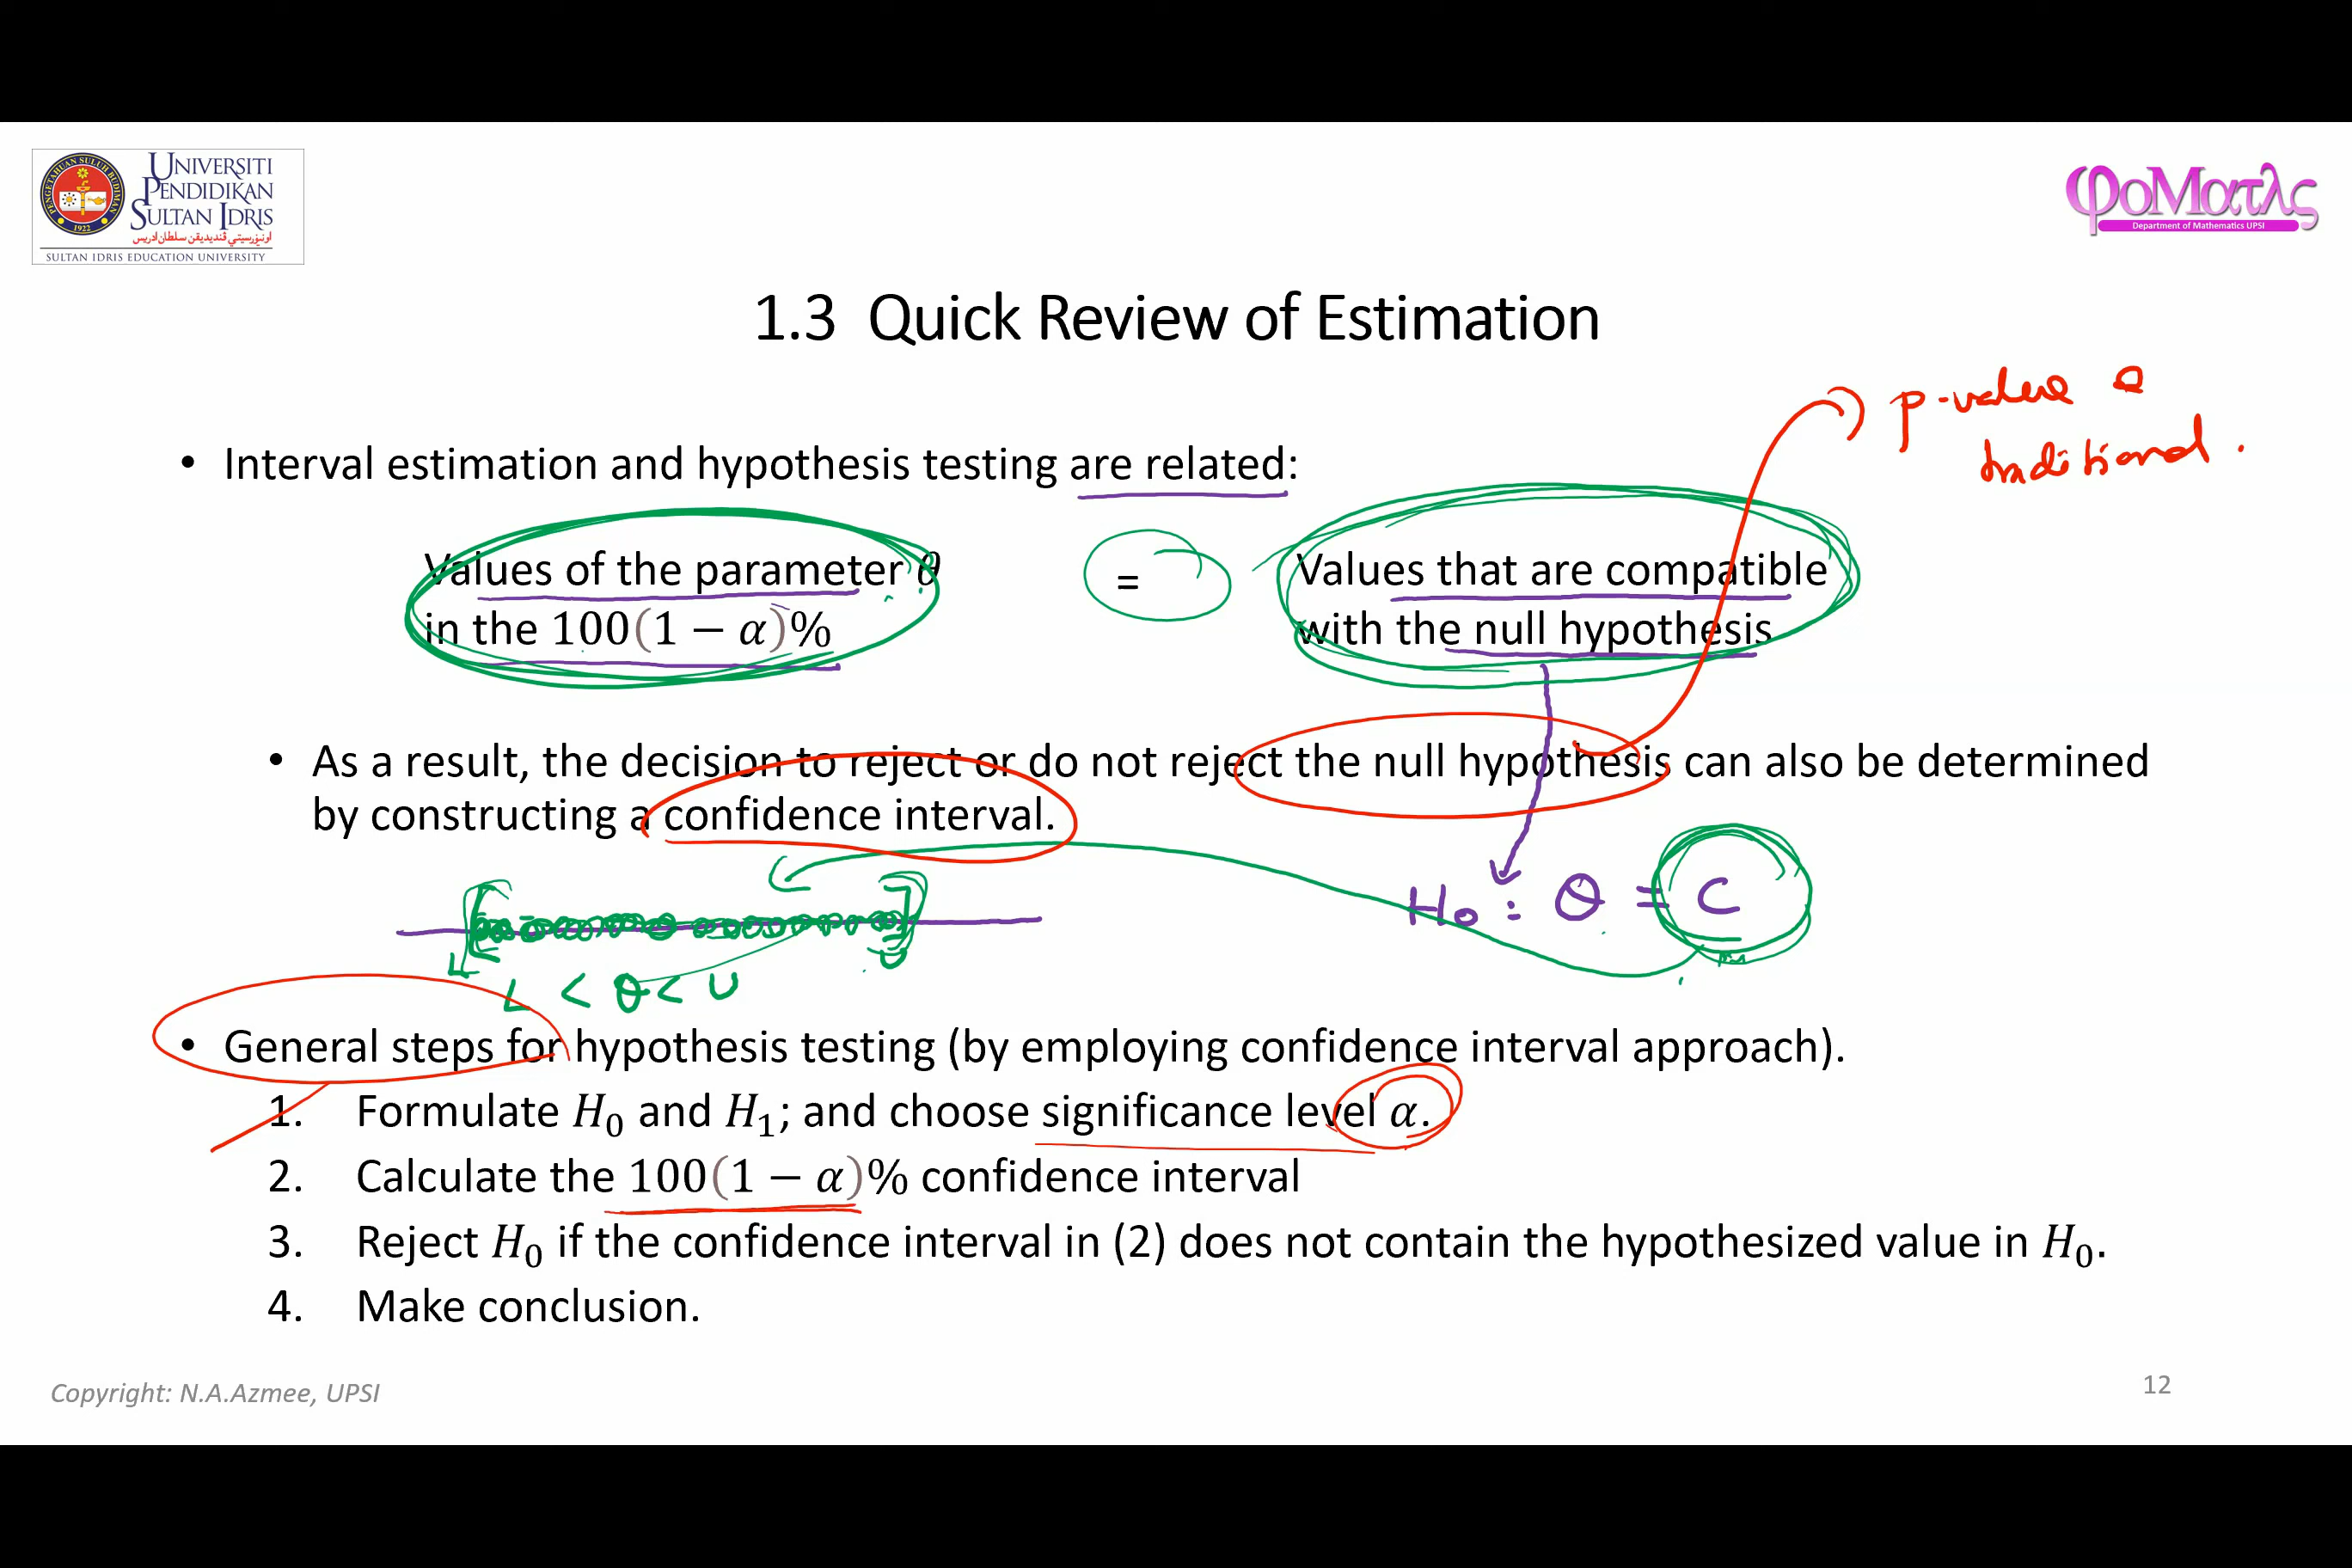 UNIVERSITI
PENDIDIKAN
SULTAN IDRIS
اونيۏرسيتي ڤنديديقن سلطان ادريس
SULTAN IDRIS EDUCATION UNIVERSITY
φοΜατλς
Department of Mathematics UPSI
1.3 Quick Review of Estimation
p-value &
traditional.
• Interval estimation and hypothesis testing are related:
Values of the parameter θ
in the 100(1 − α)%
=
Values that are compatible
with the null hypothesis
• As a result, the decision to reject or do not reject the null hypothesis can also be determined
by constructing a confidence interval.
H₀ : θ = C
L U
L < θ < U
• General steps for hypothesis testing (by employing confidence interval approach).
1. Formulate H₀ and H₁; and choose significance level α.
2. Calculate the 100(1 − α)% confidence interval
3. Reject H₀ if the confidence interval in (2) does not contain the hypothesized value in H₀.
4. Make conclusion.
Copyright: N.A.Azmee, UPSI
12